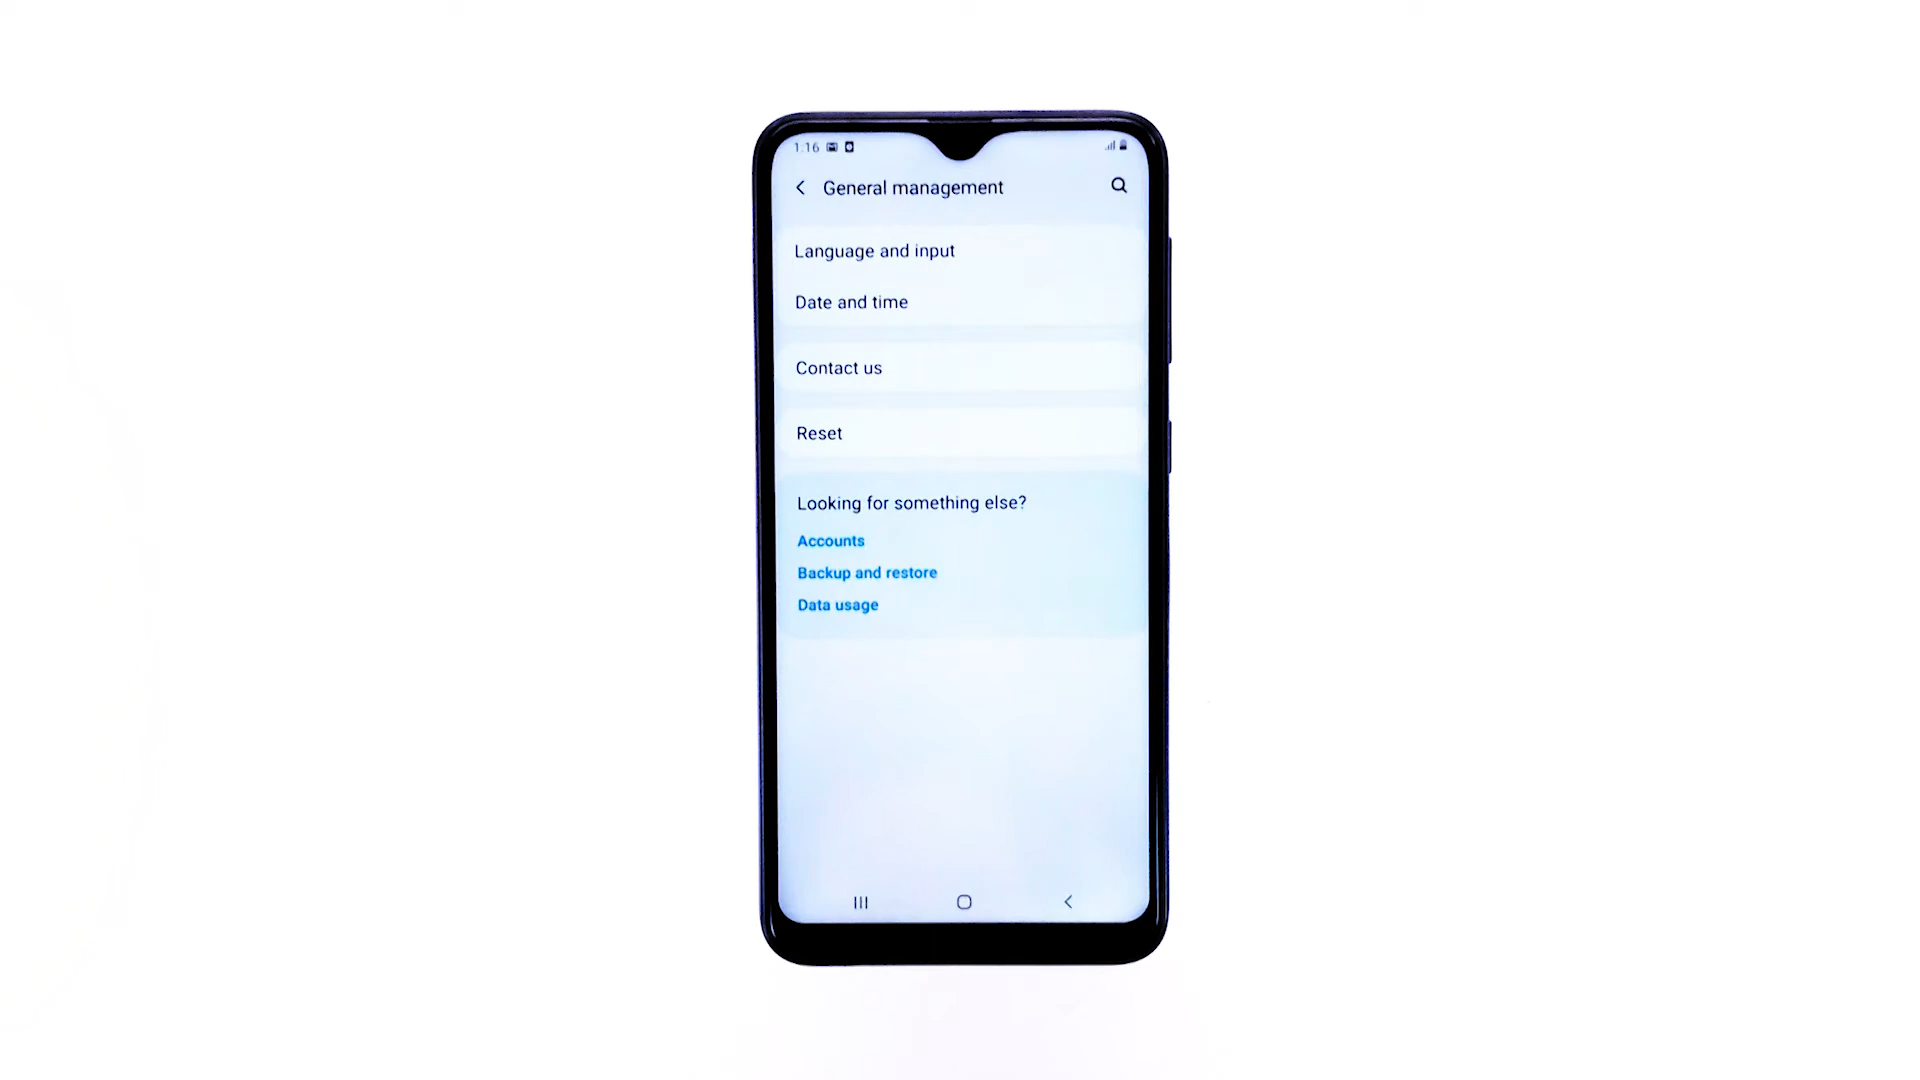 1:16
General management
Language and input
Date and time
Contact us
Reset
Looking for something else?
Accounts
Backup and restore
Data usage